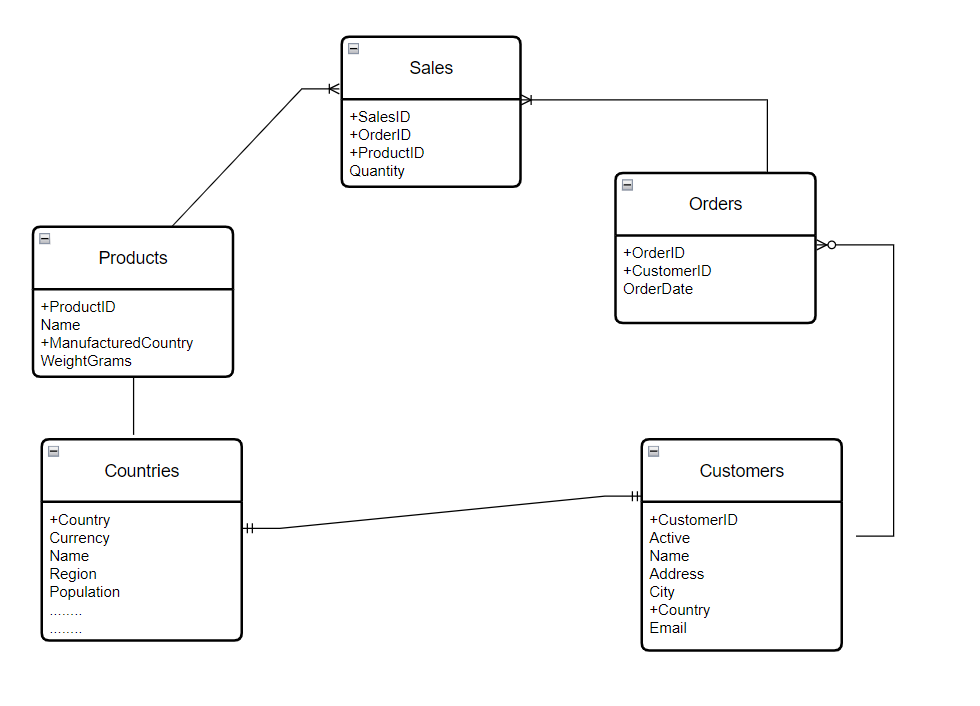 Sales
+SalesID
+OrderID
+ProductID
Quantity
Orders
+OrderID
+CustomerID
OrderDate
Products
+ProductID
Name
+ManufacturedCountry
WeightGrams
Countries
+Country
Currency
Name
Region
Population
........
........
Customers
+CustomerID
Active
Name
Address
City
+Country
Email